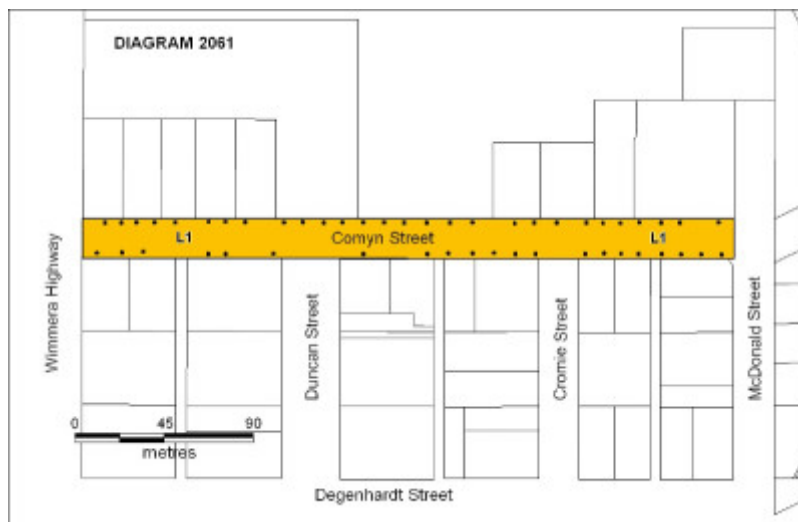 DIAGRAM 2061
L1
Comyn Street
L1
Wimmera Highway
Duncan Street
Cromie Street
McDonald Street
0 45 90
metres
Degenhardt Street